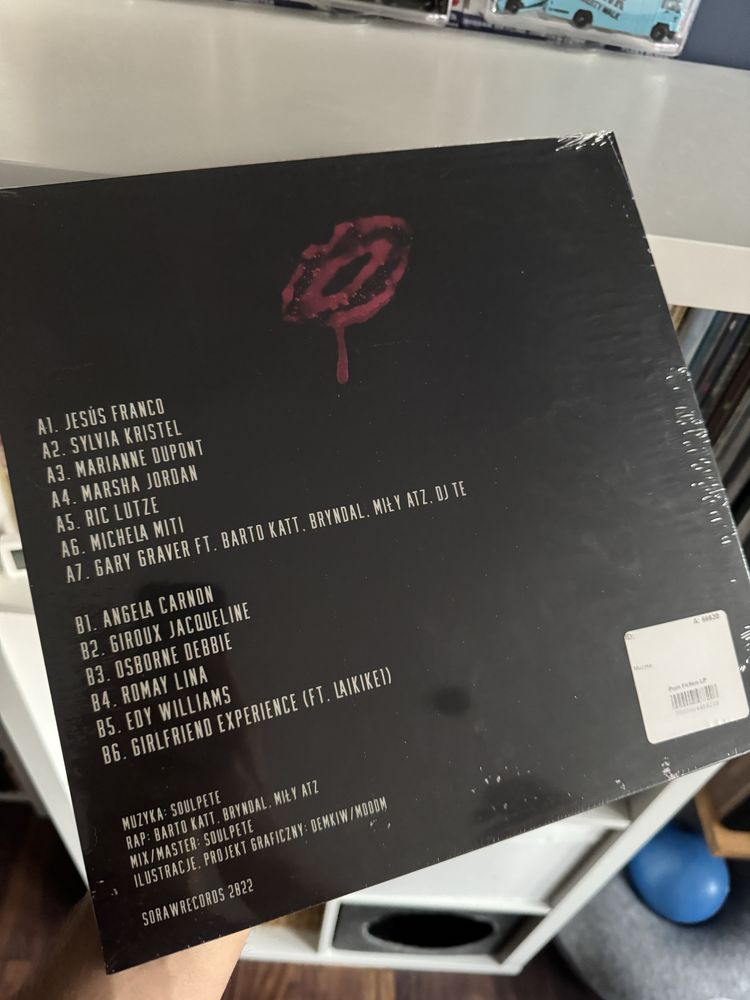 A1. JESÚS FRANCO
A2. SYLVIA KRISTEL
A3. MARIANNE DUPONT
A4. MARSHA JORDAN
A5. RIC LUTZE
A6. MICHELA MITI
A7. GARY GRAVER FT. BARTO KATT, BRYNDAL, MIŁY ATZ, DJ TE
B1. ANGELA CARNON
B2. GIROUX JACQUELINE
B3. OSBORNE DEBBIE
B4. ROMAY LINA
B5. EDY WILLIAMS
B6. GIRLFRIEND EXPERIENCE (FT. LAIKIKE1)
MUZYKA: SOULPETE
RAP: BARTO KATT, BRYNDAL, MIŁY ATZ
MIX/MASTER: SOULPETE
ILUSTRACJE, PROJEKT GRAFICZNY: DEMKIW/MDOOM
SORAWRECORDS 2022
ID: A: 66620
Muzyka.
Porn Fiction LP